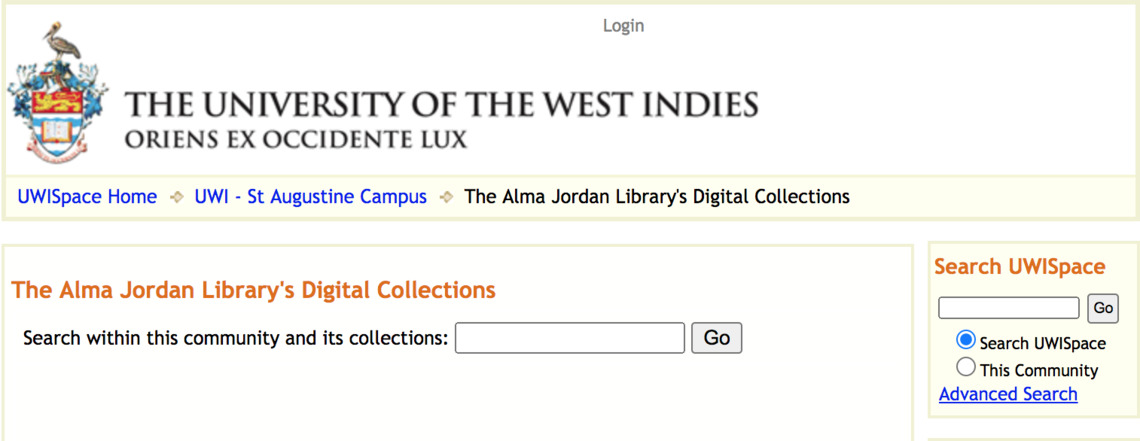 Login
THE UNIVERSITY OF THE WEST INDIES
ORIENS EX OCCIDENTE LUX
UWISpace Home UWI - St Augustine Campus The Alma Jordan Library's Digital Collections
The Alma Jordan Library's Digital Collections
Search within this community and its collections: Go
Search UWISpace
Go
Search UWISpace
This Community
Advanced Search